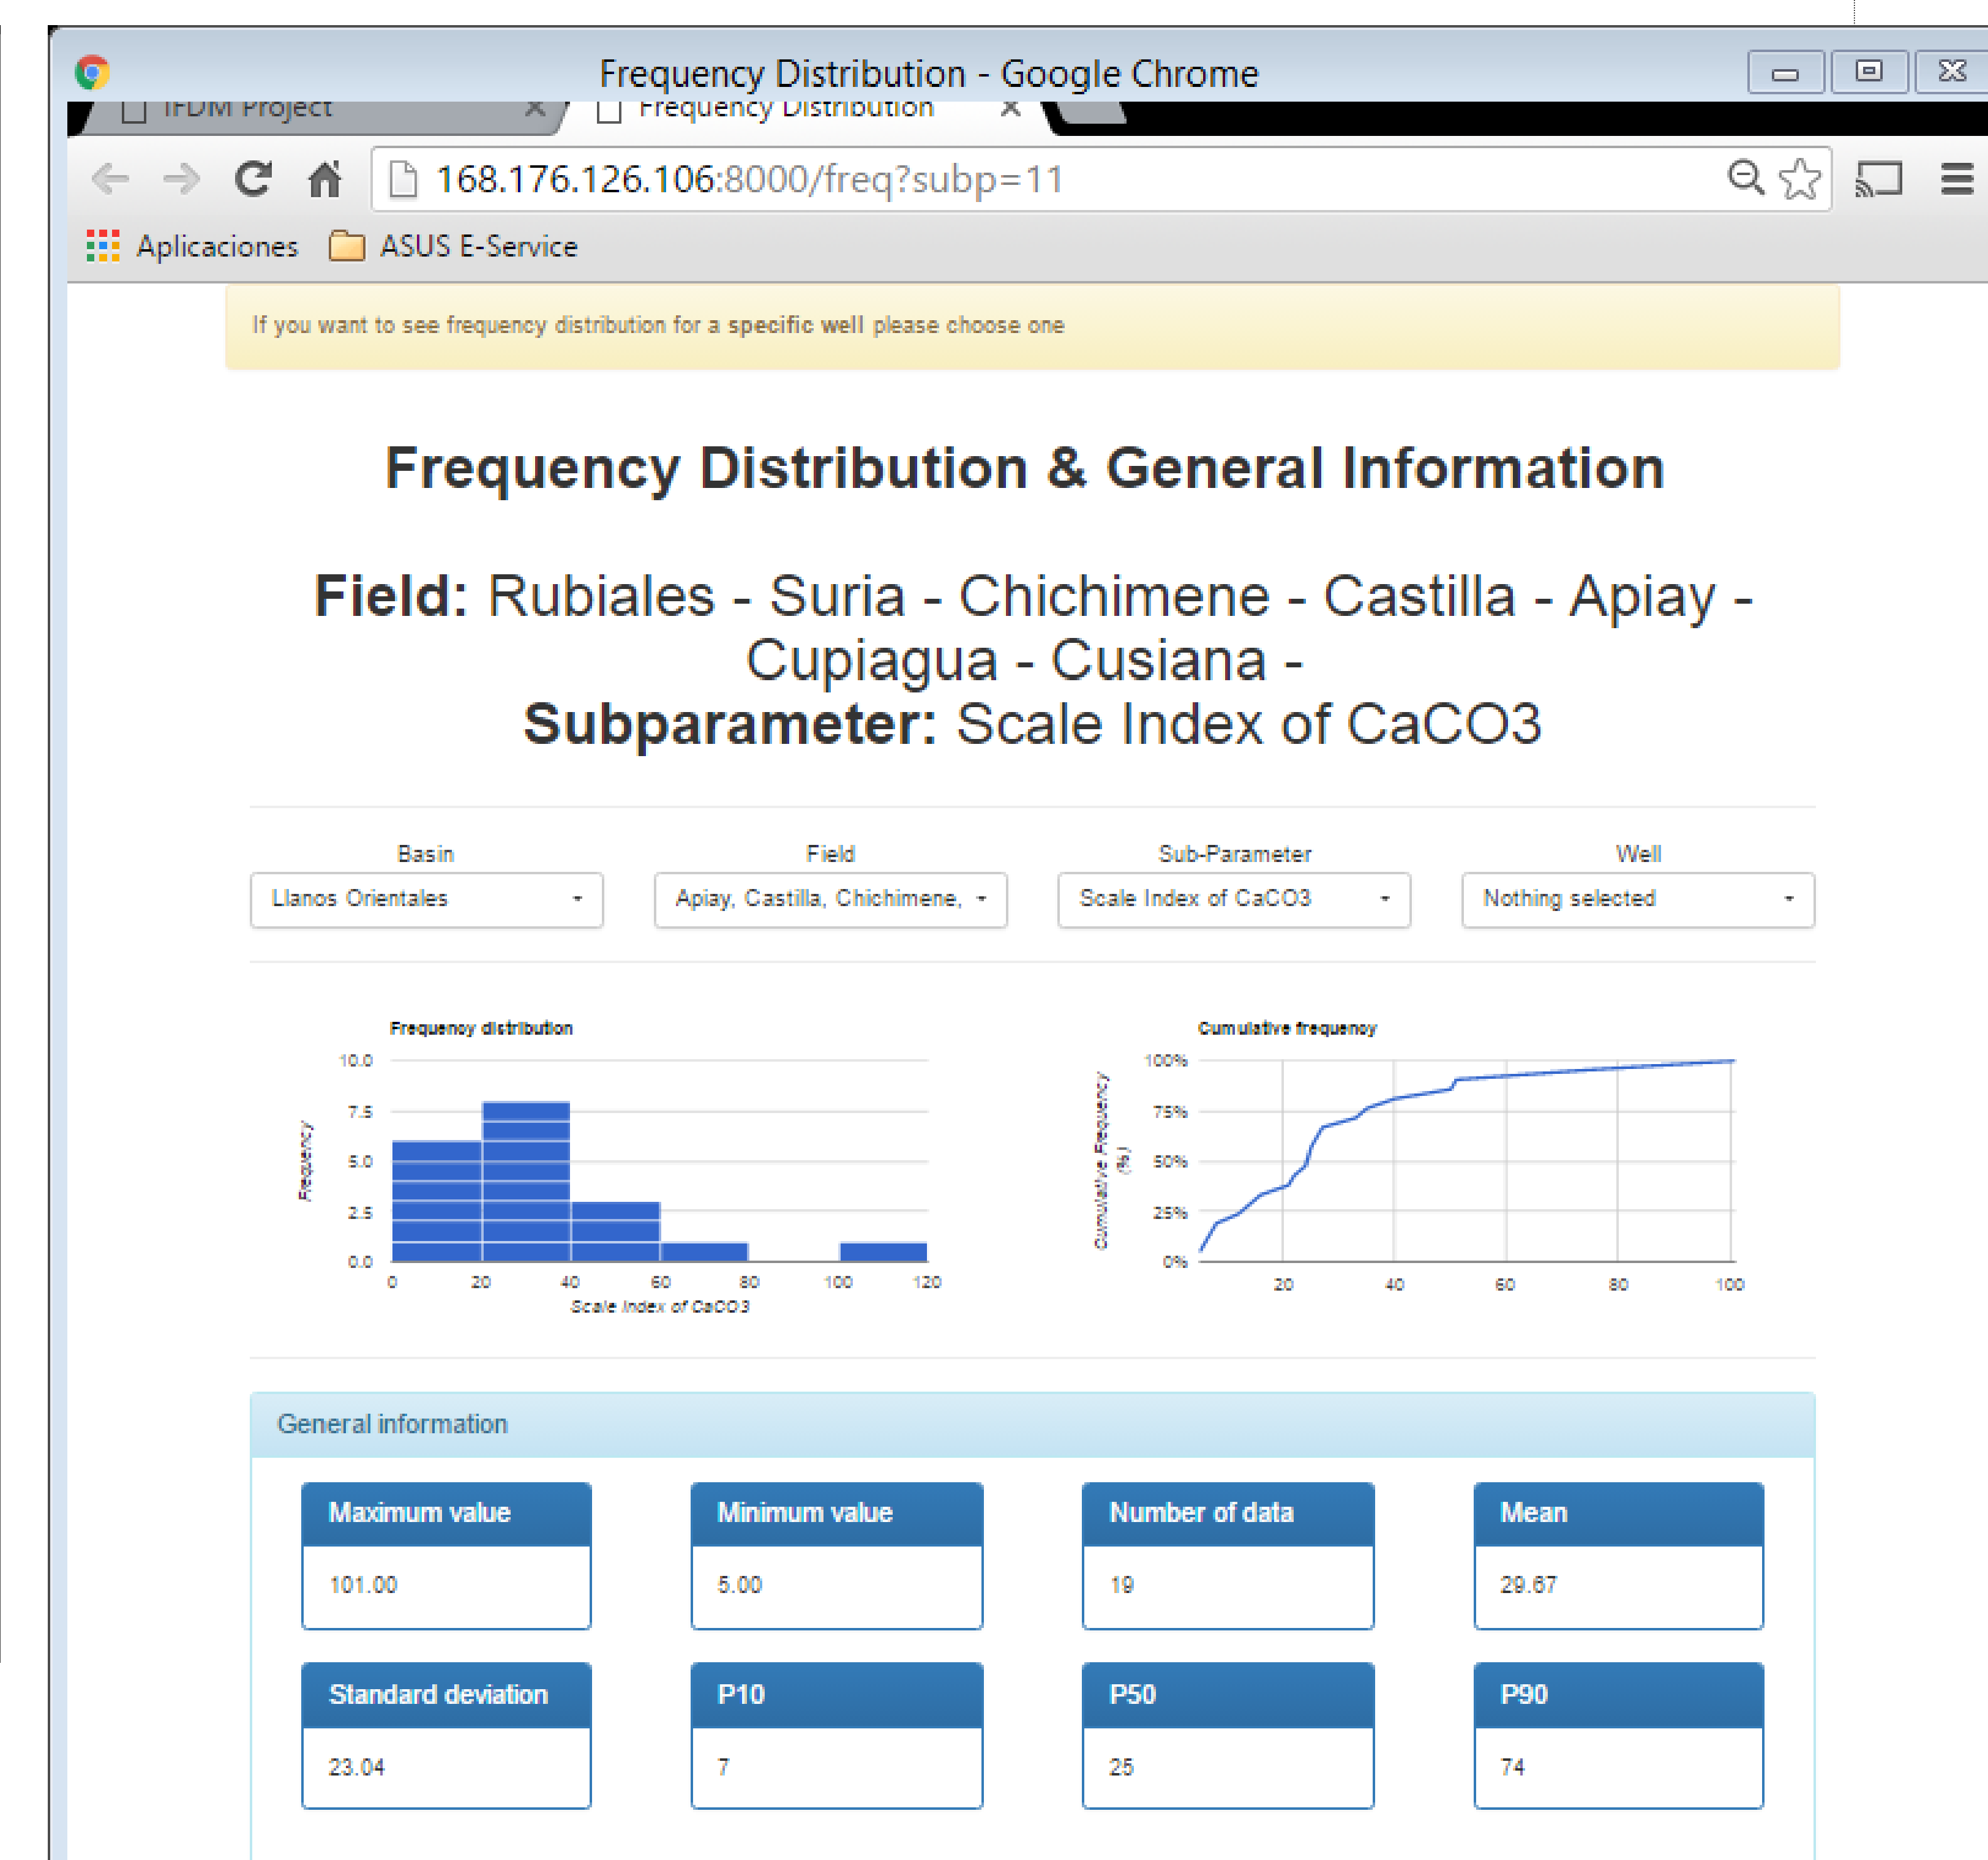 Frequency Distribution - Google Chrome
IFDM Project
Frequency Distribution
168.176.126.106:8000/freq?subp=11
Aplicaciones
ASUS E-Service
If you want to see frequency distribution for a specific well please choose one
Frequency Distribution & General Information
Field: Rubiales - Suria - Chichimene - Castilla - Apiay -
Cupiagua - Cusiana -
Subparameter: Scale Index of CaCO3
Basin
Field
Sub-Parameter
Well
Llanos Orientales
Apiay, Castilla, Chichimene,
Scale Index of CaCO3
Nothing selected
Frequency distribution
10.0
7.5
5.0
2.5
0.0
Frequency
0 20 40 60 80 100 120
Scale Index of CaCO3
Cumulative frequency
100%
75%
50%
25%
0%
Cumulative Frequency
(%)
20 40 60 80 100
General information
Maximum value
101.00
Minimum value
5.00
Number of data
19
Mean
29.67
Standard deviation
23.04
P10
7
P50
25
P90
74